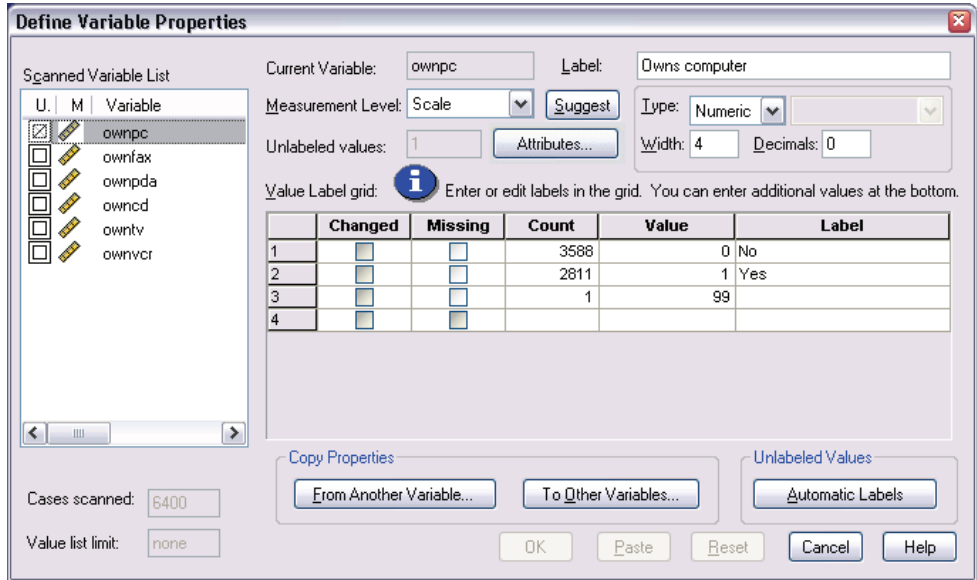 Define Variable Properties
Scanned Variable List
U. M Variable
ownpc
ownfax
ownpda
owncd
owntv
ownvcr
Cases scanned: 6400
Value list limit: none
Current Variable: ownpc Label: Owns computer
Measurement Level: Scale Suggest Type: Numeric
Unlabeled values: 1 Attributes... Width: 4 Decimals: 0
Value Label grid: i Enter or edit labels in the grid. You can enter additional values at the bottom.
Changed Missing Count Value Label
1 3588 0 No
2 2811 1 Yes
3 1 99
4
Copy Properties
From Another Variable... To Other Variables...
Unlabeled Values
Automatic Labels
OK Paste Reset Cancel Help